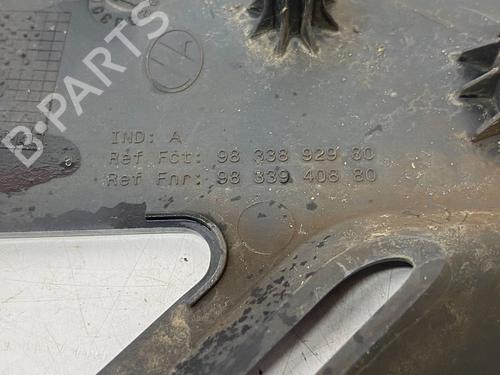 B-PARTS
IND: A
Ref Fct: 98 338 929 80
Ref Fnr: 98 339 408 80